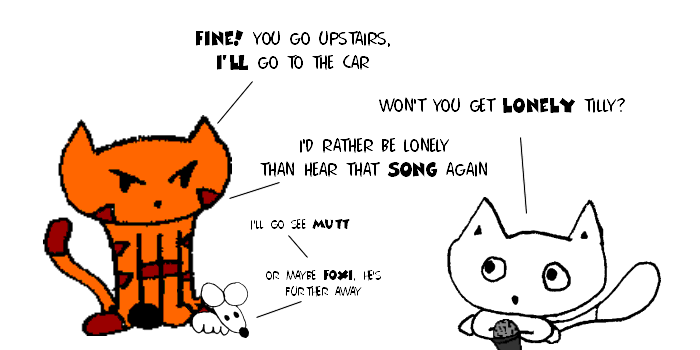 FINE! YOU GO UPSTAIRS,
I'LL GO TO THE CAR
WON'T YOU GET LONELY TILLY?
I'D RATHER BE LONELY
THAN HEAR THAT SONG AGAIN
I'LL GO SEE MUTT
OR MAYBE FOXI, HE'S
FURTHER AWAY